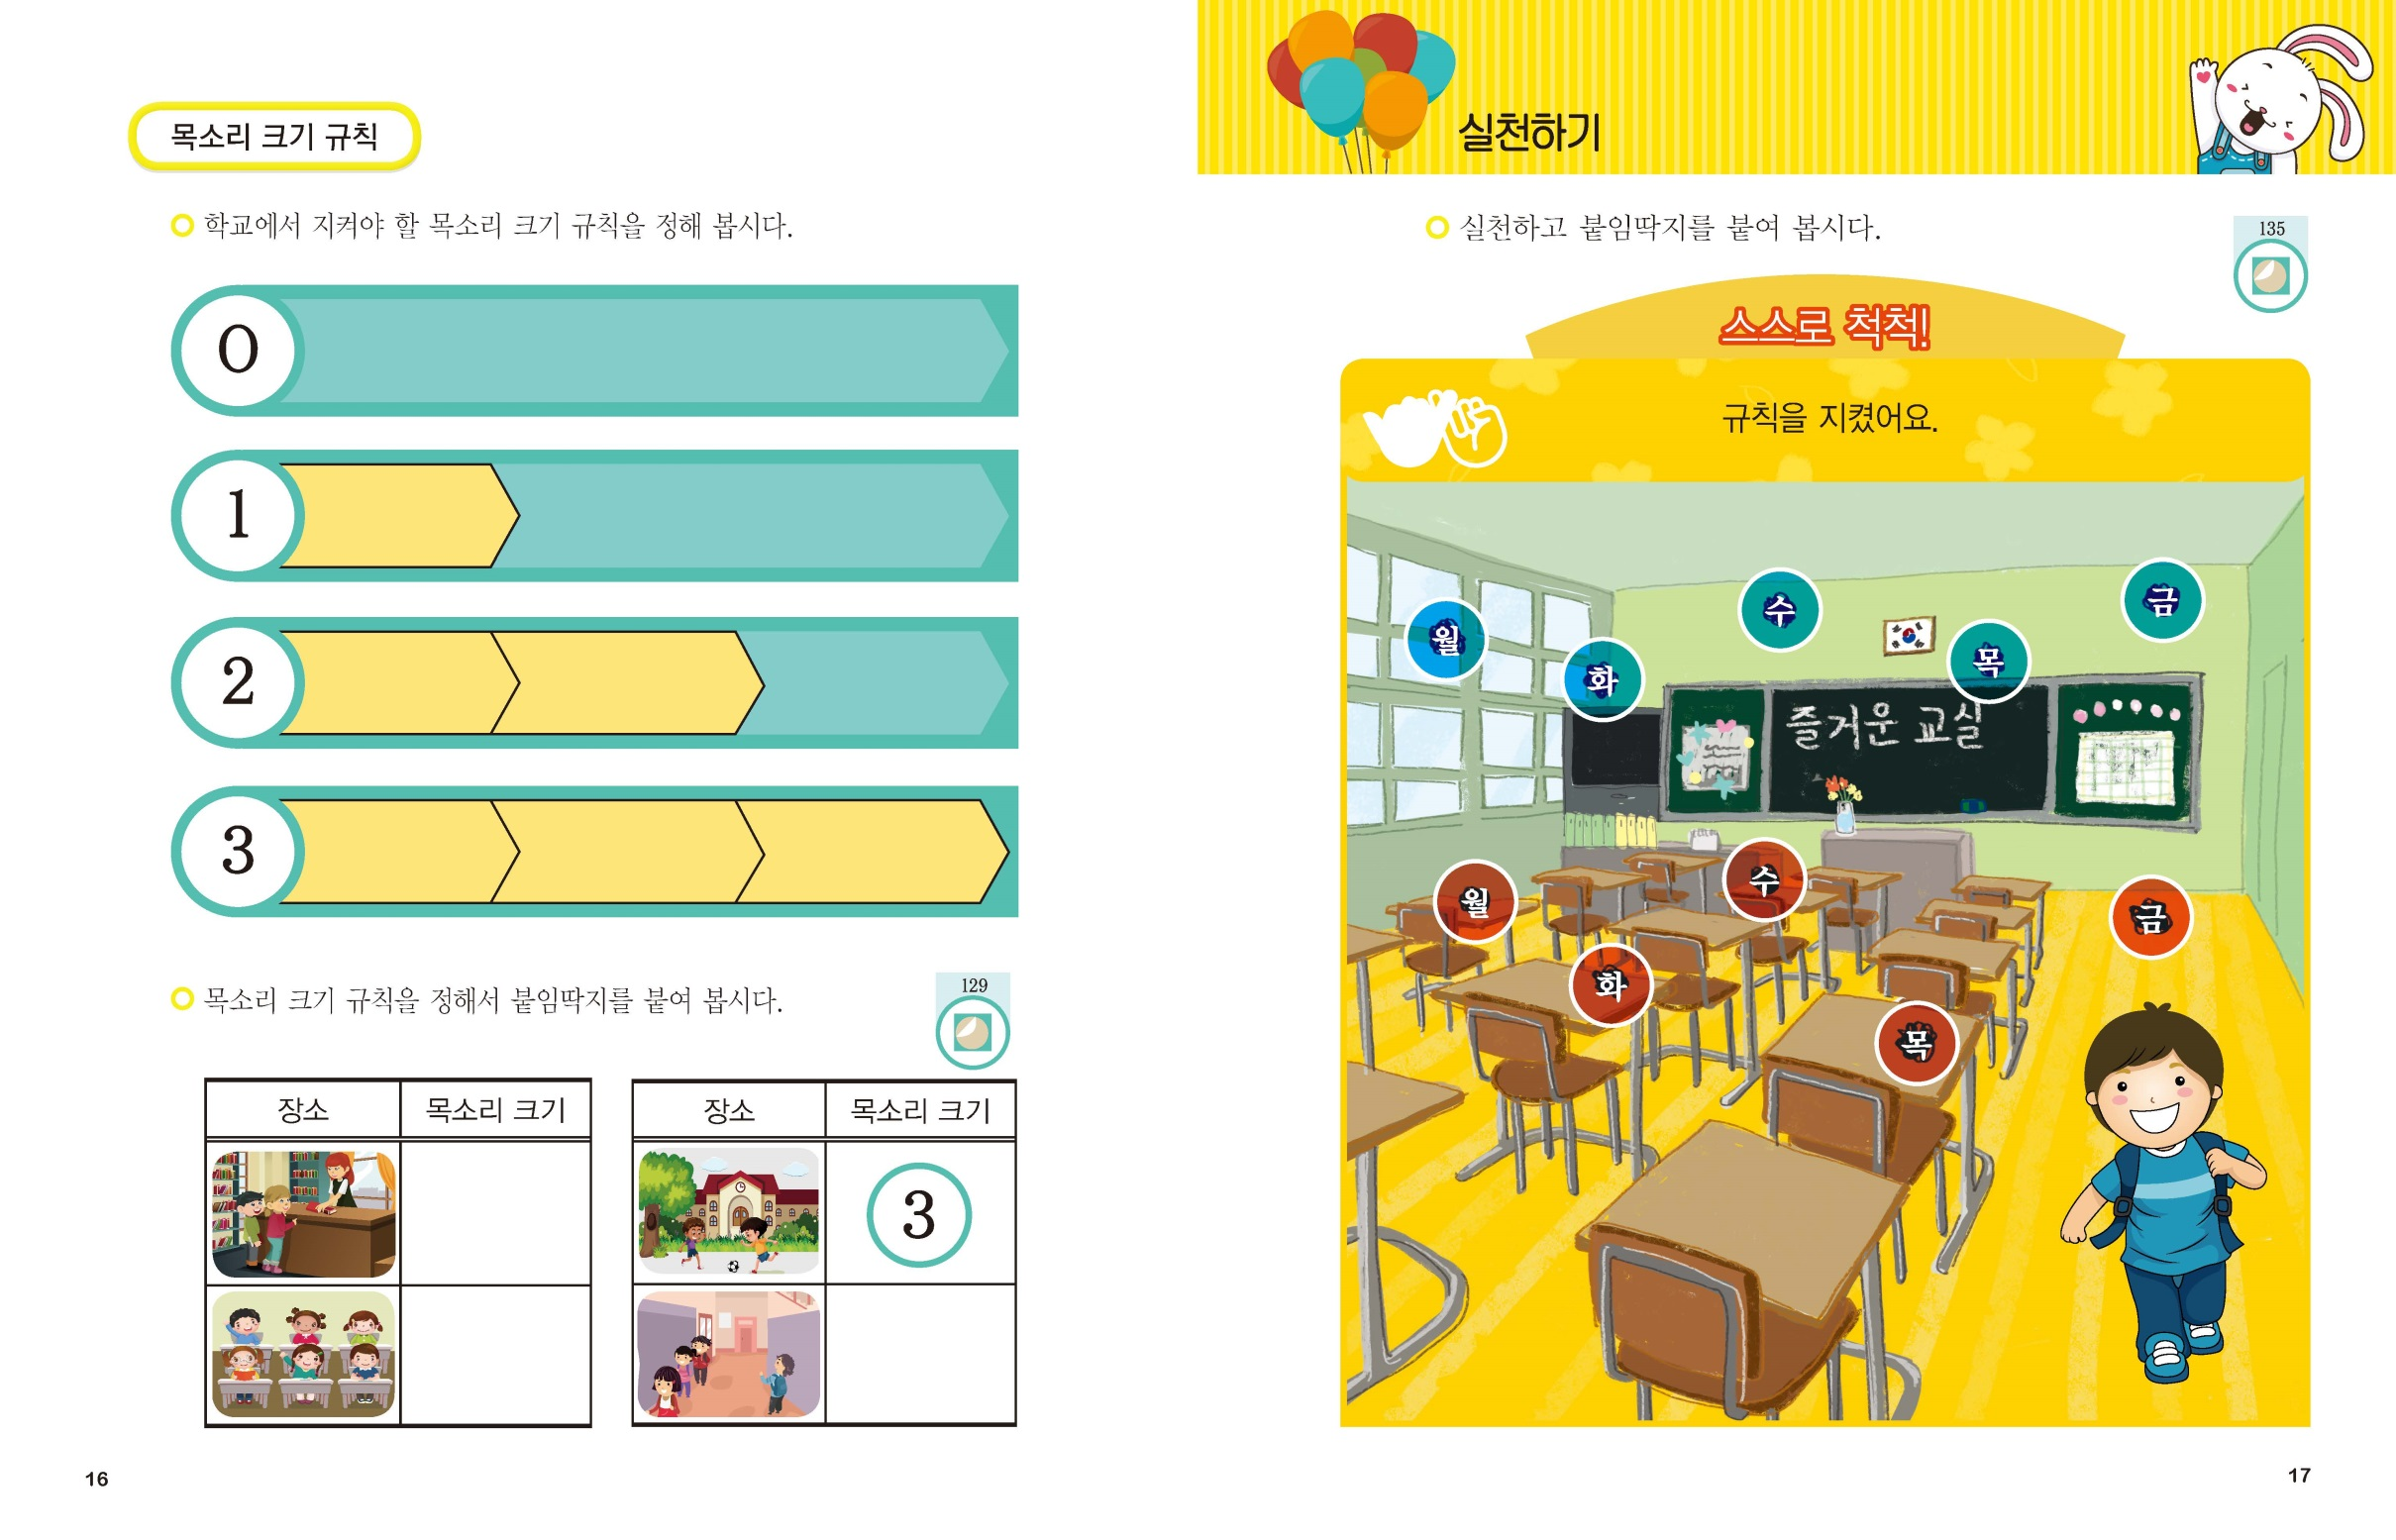 목소리 크기 규칙
학교에서 지켜야 할 목소리 크기 규칙을 정해 봅시다.
0
1
2
3
목소리 크기 규칙을 정해서 붙임딱지를 붙여 봅시다.
129
장소 목소리 크기
장소 목소리 크기
3
16
실천하기
실천하고 붙임딱지를 붙여 봅시다.
135
스스로 척척!
규칙을 지켰어요.
월 화 수 목 금
즐거운 교실
월 화 수 목 금
17